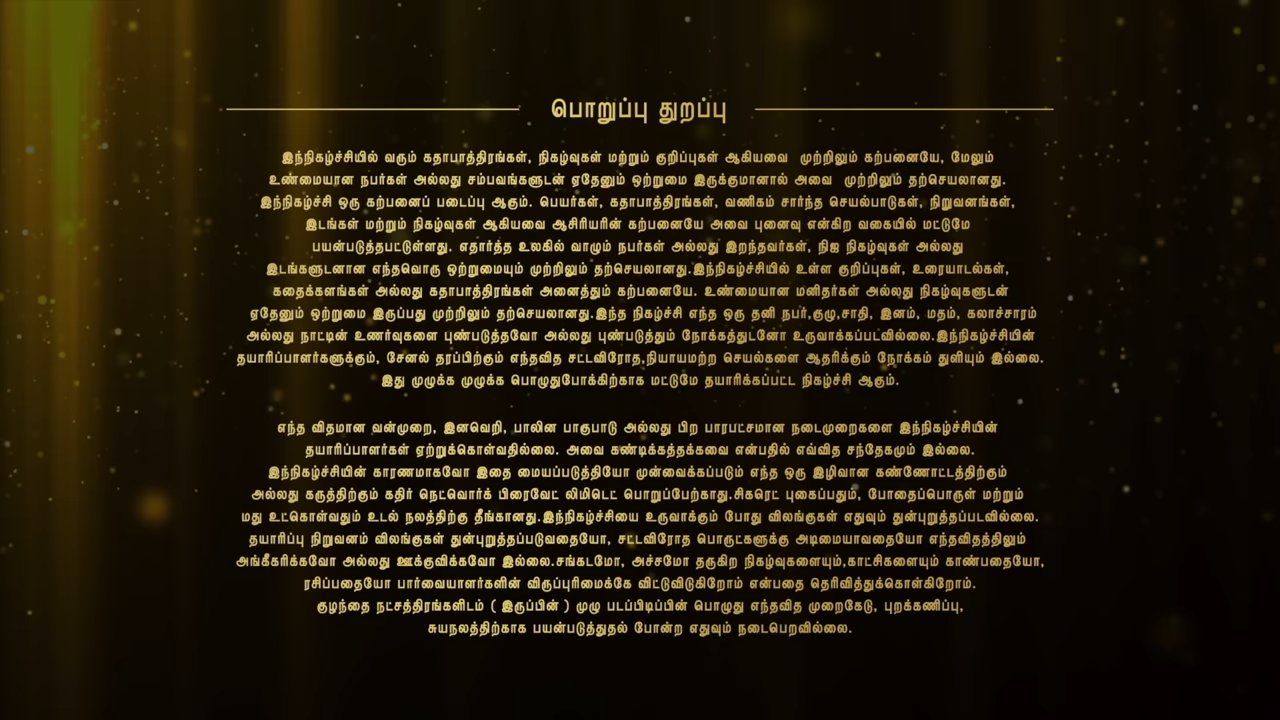 பொறுப்பு துறப்பு
இந்நிகழ்ச்சியில் வரும் கதாபாத்திரங்கள், நிகழ்வுகள் மற்றும் குறிப்புகள் ஆகியவை முற்றிலும் கற்பனையே, மேலும்
உண்மையான நபர்கள் அல்லது சம்பவங்களுடன் ஏதேனும் ஒற்றுமை இருக்குமானால் அவை முற்றிலும் தற்செயலானது.
இந்நிகழ்ச்சி ஒரு கற்பனைப் படைப்பு ஆகும். பெயர்கள், கதாபாத்திரங்கள், வணிகம் சார்ந்த செயல்பாடுகள், நிறுவனங்கள்,
இடங்கள் மற்றும் நிகழ்வுகள் ஆகியவை ஆசிரியரின் கற்பனையே அவை புனைவு என்கிற வகையில் மட்டுமே
பயன்படுத்தபட்டுள்ளது. எதார்த்த உலகில் வாழும் நபர்கள் அல்லது இறந்தவர்கள், நிஜ நிகழ்வுகள் அல்லது
இடங்களுடனான எந்தவொரு ஒற்றுமையும் முற்றிலும் தற்செயலானது.இந்நிகழ்ச்சியில் உள்ள குறிப்புகள், உரையாடல்கள்,
கதைக்களங்கள் அல்லது கதாபாத்திரங்கள் அனைத்தும் கற்பனையே. உண்மையான மனிதர்கள் அல்லது நிகழ்வுகளுடன்
ஏதேனும் ஒற்றுமை இருப்பது முற்றிலும் தற்செயலானது.இந்த நிகழ்ச்சி எந்த ஒரு தனி நபர்,குழு,சாதி, இனம், மதம், கலாச்சாரம்
அல்லது நாட்டின் உணர்வுகளை புண்படுத்தவோ அல்லது புண்படுத்தும் நோக்கத்துடனோ உருவாக்கப்படவில்லை.இந்நிகழ்ச்சியின்
தயாரிப்பாளர்களுக்கும், சேனல் தரப்பிற்கும் எந்தவித சட்டவிரோத,நியாயமற்ற செயல்களை ஆதரிக்கும் நோக்கம் துளியும் இல்லை.
இது முழுக்க முழுக்க பொழுதுபோக்கிற்காக மட்டுமே தயாரிக்கப்பட்ட நிகழ்ச்சி ஆகும்.
எந்த விதமான வன்முறை, இனவெறி, பாலின பாகுபாடு அல்லது பிற பாரபட்சமான நடைமுறைகளை இந்நிகழ்ச்சியின்
தயாரிப்பாளர்கள் ஏற்றுக்கொள்வதில்லை. அவை கண்டிக்கத்தக்கவை என்பதில் எவ்வித சந்தேகமும் இல்லை.
இந்நிகழ்ச்சியின் காரணமாகவோ இதை மையப்படுத்தியோ முன்வைக்கப்படும் எந்த ஒரு இழிவான கண்ணோட்டத்திற்கும்
அல்லது கருத்திற்கும் கதிர் நெட்வொர்க் பிரைவேட் லிமிடெட் பொறுப்பேற்காது.சிகரெட் புகைப்பதும், போதைப்பொருள் மற்றும்
மது உட்கொள்வதும் உடல் நலத்திற்கு தீங்கானது.இந்நிகழ்ச்சியை உருவாக்கும் போது விலங்குகள் எதுவும் துன்புறுத்தப்படவில்லை.
தயாரிப்பு நிறுவனம் விலங்குகள் துன்புறுத்தப்படுவதையோ, சட்டவிரோத பொருட்களுக்கு அடிமையாவதையோ எந்தவிதத்திலும்
அங்கீகரிக்கவோ அல்லது ஊக்குவிக்கவோ இல்லை.சங்கடமோ, அச்சமோ தருகிற நிகழ்வுகளையும்,காட்சிகளையும் காண்பதையோ,
ரசிப்பதையோ பார்வையாளர்களின் விருப்புரிமைக்கே விட்டுவிடுகிறோம் என்பதை தெரிவித்துக்கொள்கிறோம்.
குழந்தை நட்சத்திரங்களிடம் ( இருப்பின் ) முழு படப்பிடிப்பின் பொழுது எந்தவித முறைகேடு, புறக்கணிப்பு,
சுயநலத்திற்காக பயன்படுத்துதல் போன்ற எதுவும் நடைபெறவில்லை.